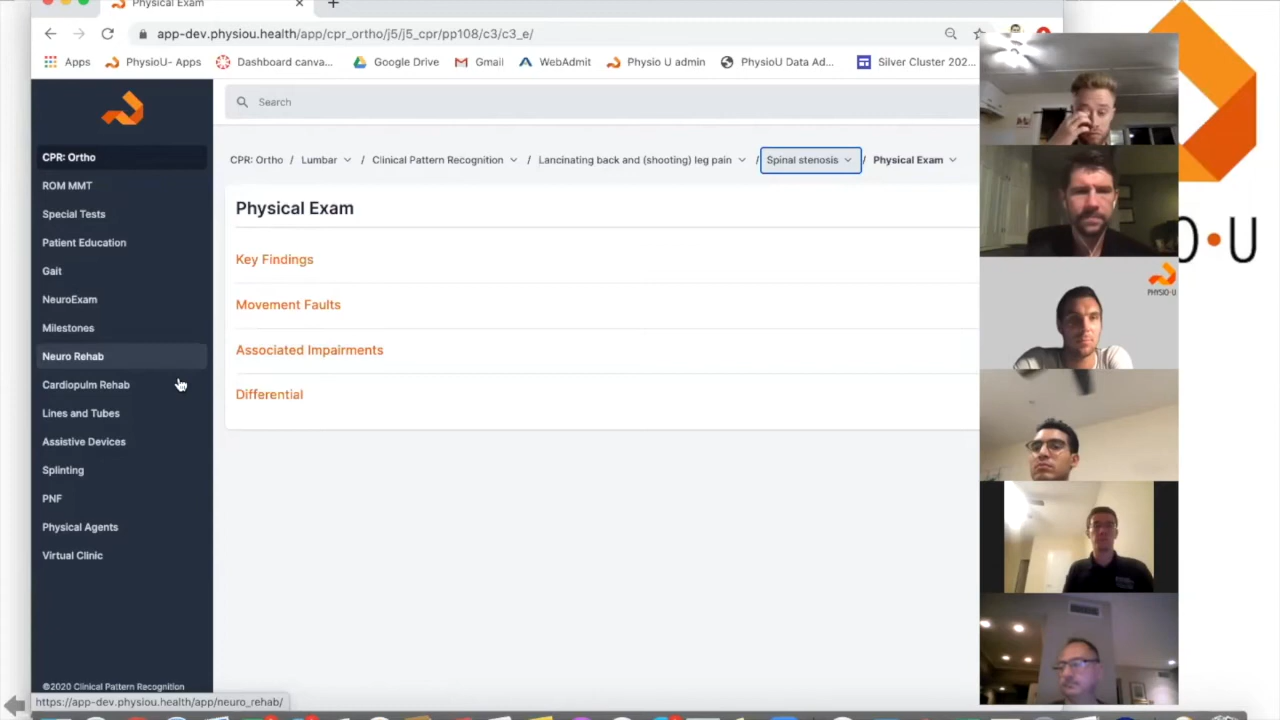 Physical Exam
app-dev.physiou.health/app/cpr_ortho/j5/j5_cpr/pp108/c3/c3_e/
Apps
PhysioU- Apps
Dashboard canva...
Google Drive
Gmail
WebAdmit
Physio U admin
PhysioU Data Ad...
Silver Cluster 202...
Search
CPR: Ortho
ROM MMT
Special Tests
Patient Education
Gait
NeuroExam
Milestones
Neuro Rehab
Cardiopulm Rehab
Lines and Tubes
Assistive Devices
Splinting
PNF
Physical Agents
Virtual Clinic
©2020 Clinical Pattern Recognition
https://app-dev.physiou.health/app/neuro_rehab/
CPR: Ortho / Lumbar / Clinical Pattern Recognition / Lancinating back and (shooting) leg pain / Spinal stenosis / Physical Exam
Physical Exam
Key Findings
Movement Faults
Associated Impairments
Differential
PHYSIO-U
O•U